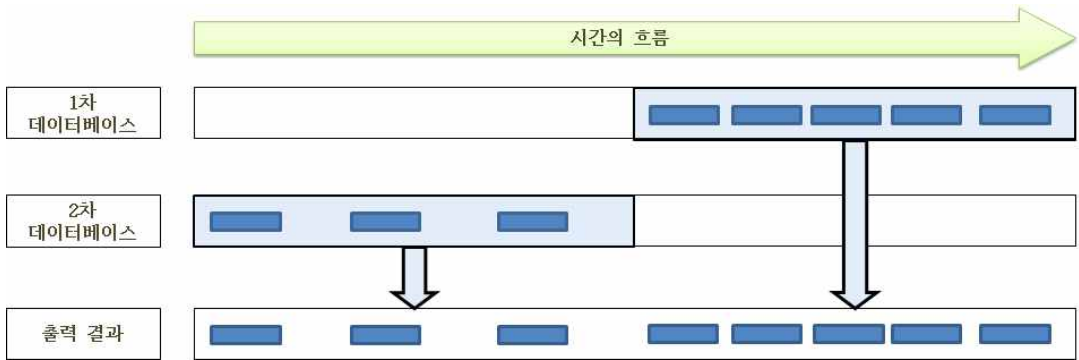 시간의 흐름
1차
데이터베이스
2차
데이터베이스
출력 결과